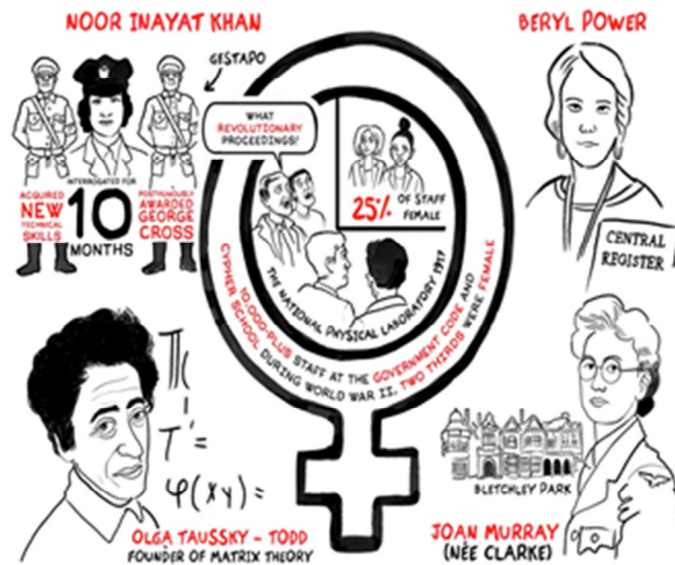 NOOR INAYAT KHAN
GESTAPO
INTERROGATED FOR
10
MONTHS
ACQUIRED
NEW
TECHNICAL
SKILLS
POSTHUMOUSLY
AWARDED
GEORGE
CROSS
BERYL POWER
CENTRAL
REGISTER
WHAT
REVOLUTIONARY
PROCEEDINGS!
25% OF STAFF
FEMALE
THE NATIONAL PHYSICAL LABORATORY 1917
10,000-PLUS STAFF AT THE GOVERNMENT CODE AND
CYPHER SCHOOL DURING WORLD WAR II. TWO THIRDS WERE FEMALE
T' =
φ(xy) =
OLGA TAUSSKY - TODD
FOUNDER OF MATRIX THEORY
BLETCHLEY PARK
JOAN MURRAY
(NÉE CLARKE)